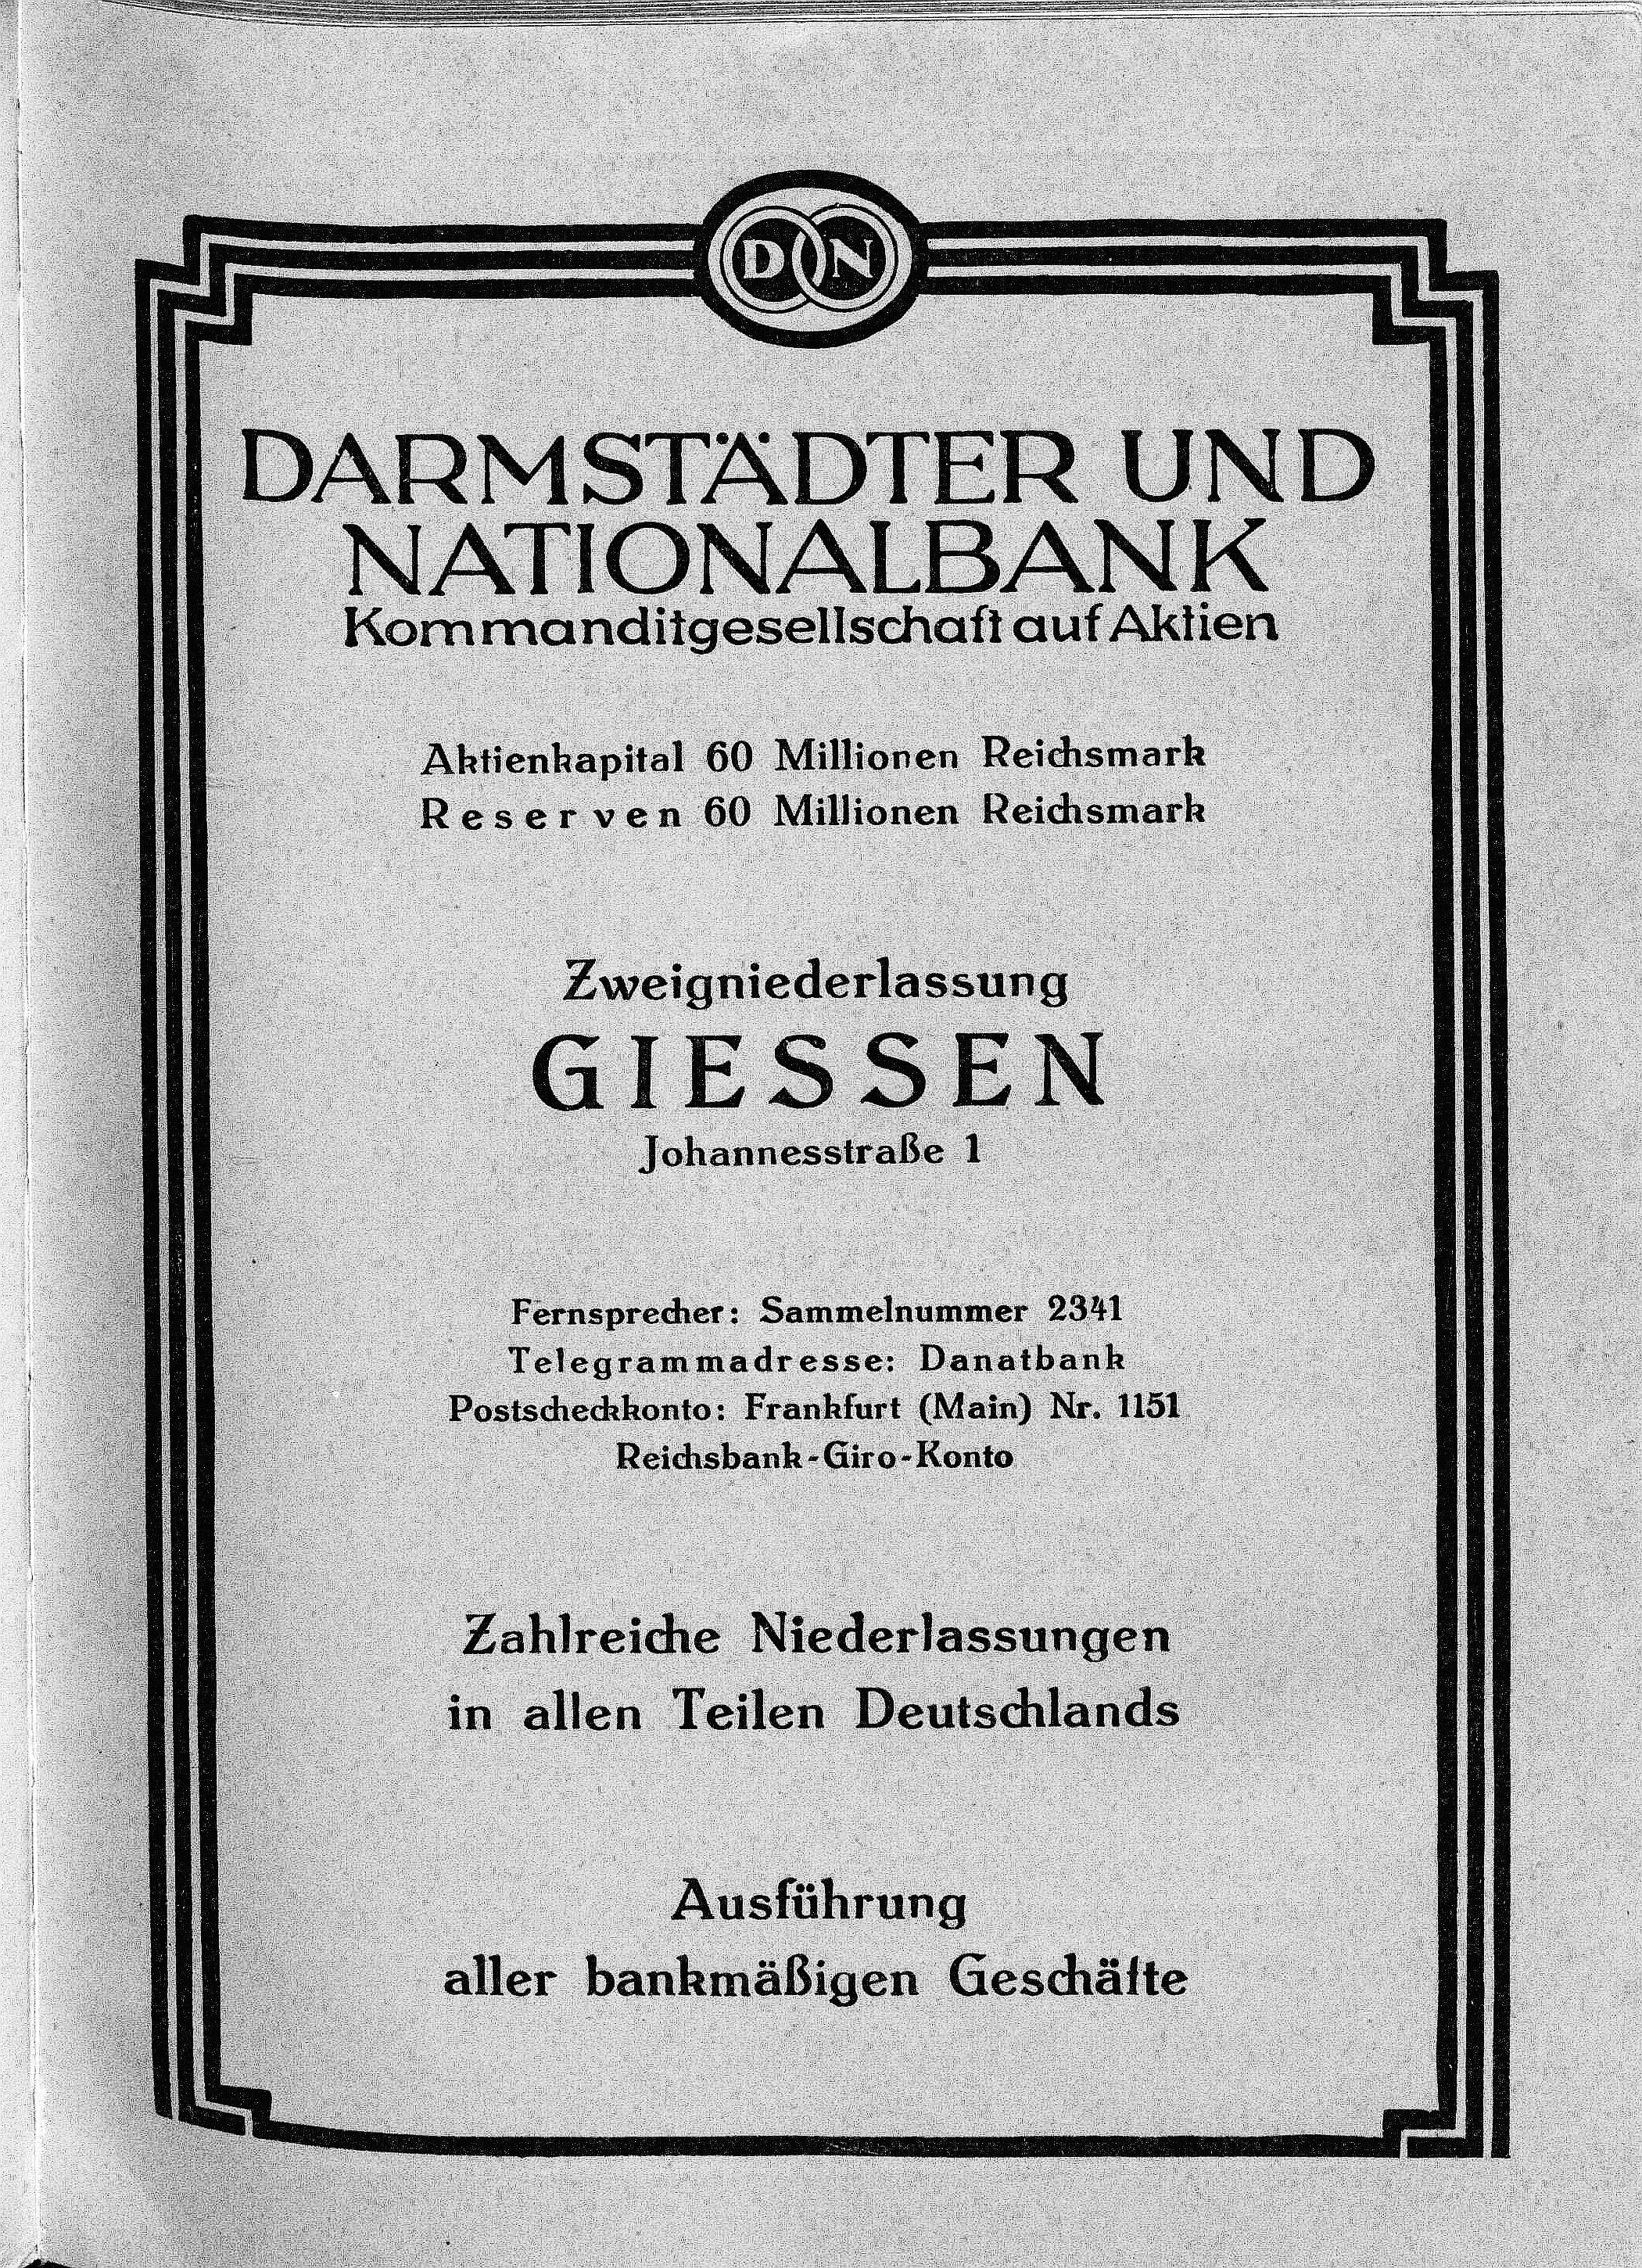 DN
DARMSTÄDTER UND
NATIONALBANK
Kommanditgesellschaft auf Aktien
Aktienkapital 60 Millionen Reichsmark
Reserven 60 Millionen Reichsmark
Zweigniederlassung
GIESSEN
Johannesstraße 1
Fernsprecher: Sammelnummer 2341
Telegrammadresse: Danatbank
Postscheckkonto: Frankfurt (Main) Nr. 1151
Reichsbank-Giro-Konto
Zahlreiche Niederlassungen
in allen Teilen Deutschlands
Ausführung
aller bankmäßigen Geschäfte